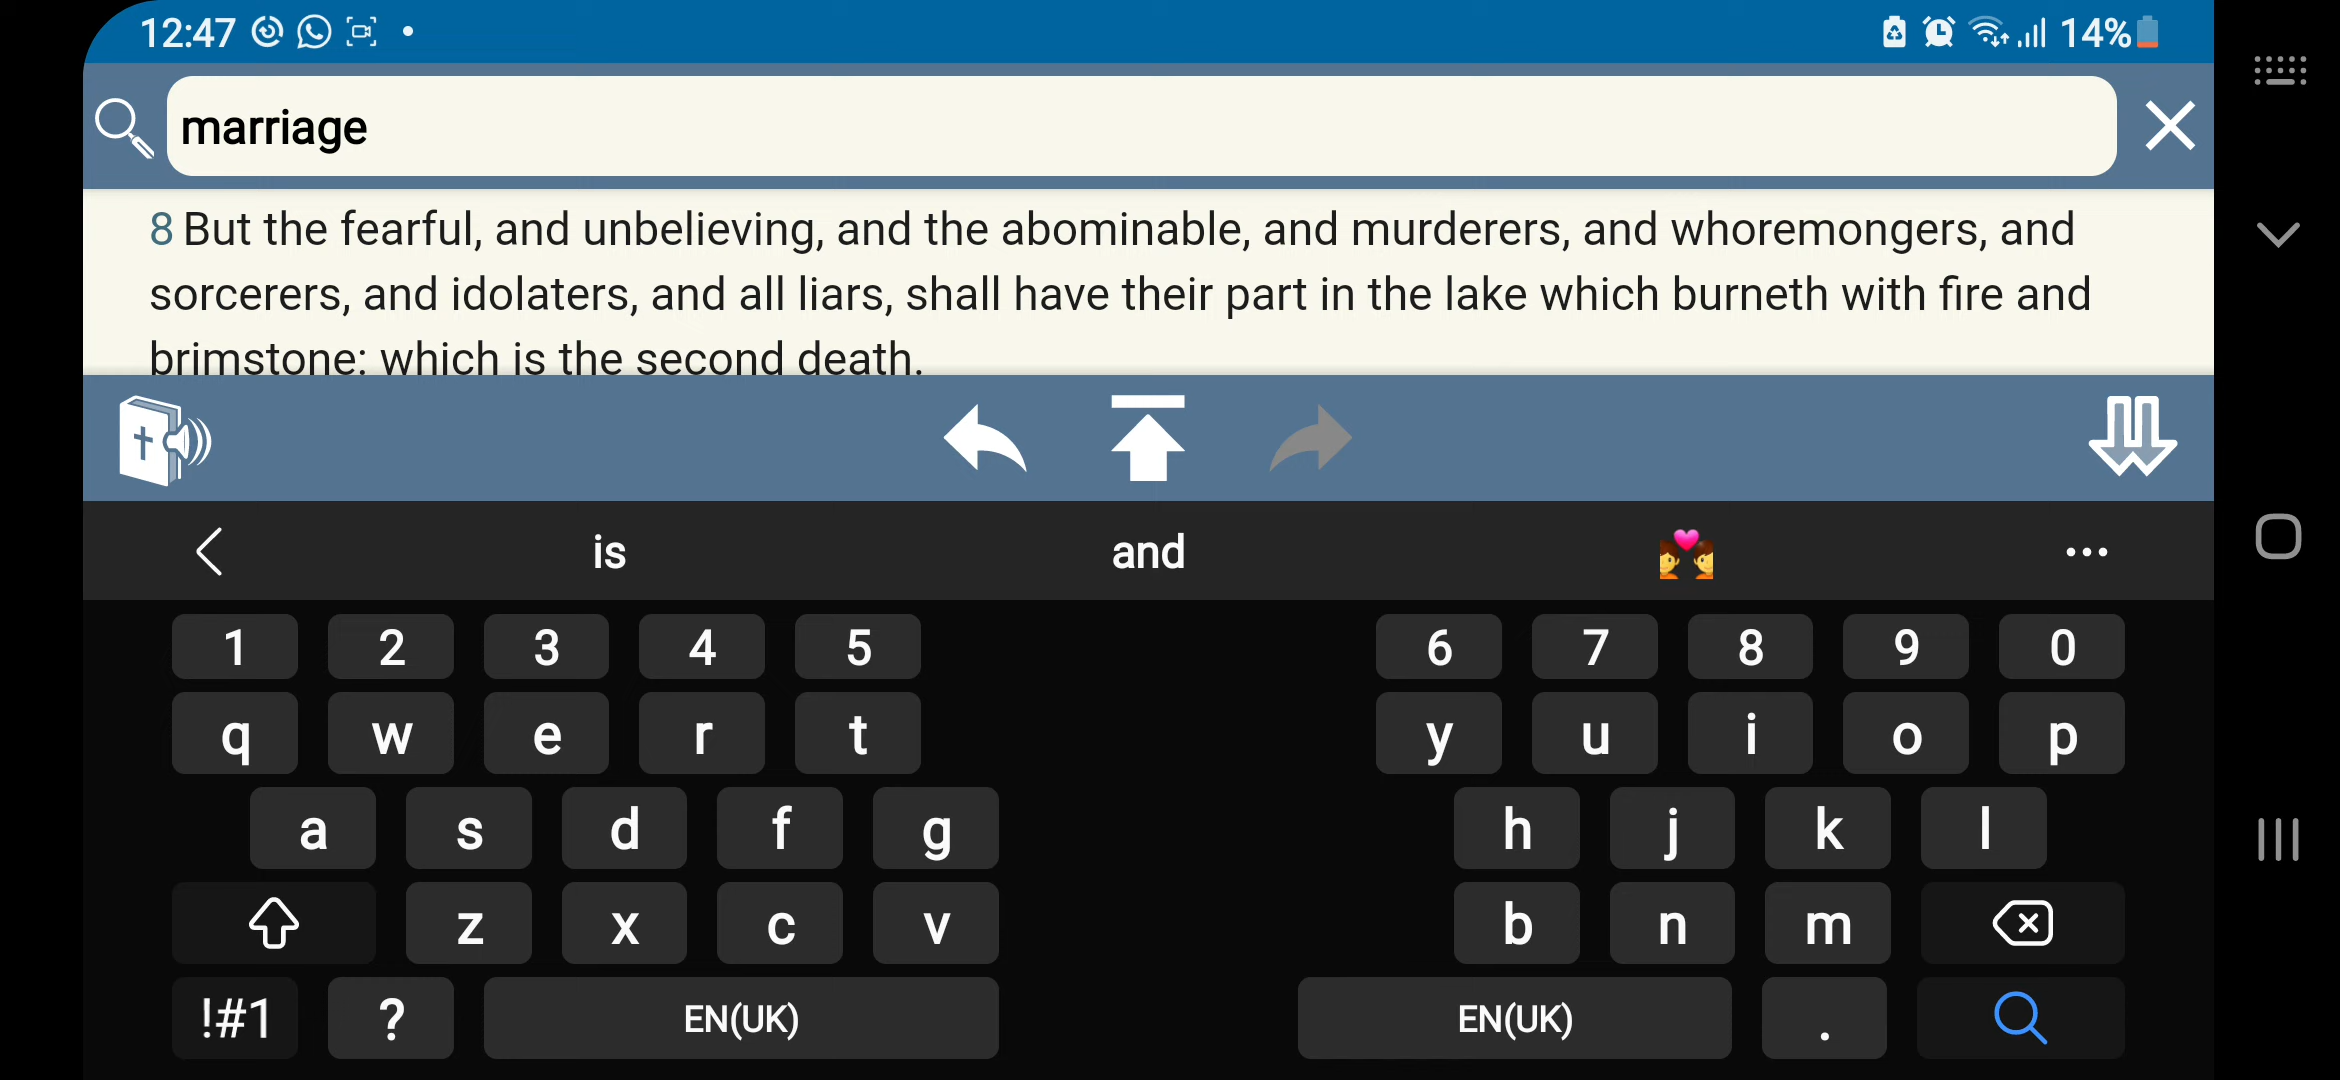 12:47 14%
marriage
8 But the fearful, and unbelieving, and the abominable, and murderers, and whoremongers, and
sorcerers, and idolaters, and all liars, shall have their part in the lake which burneth with fire and
brimstone: which is the second death.
is and
1 2 3 4 5 6 7 8 9 0
q w e r t y u i o p
a s d f g h j k l
z x c v b n m
!#1 ? EN(UK) EN(UK) .